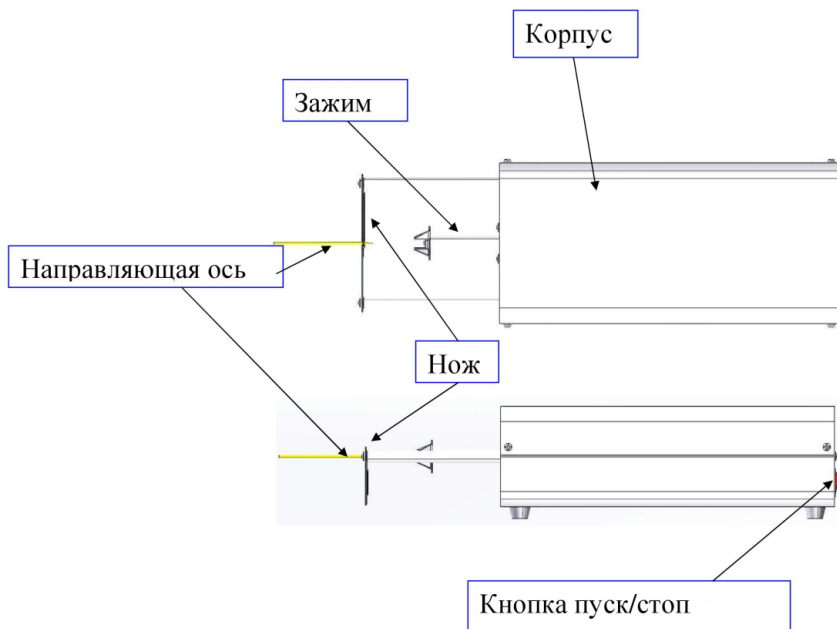 Корпус
Зажим
Направляющая ось
Нож
Кнопка пуск/стоп